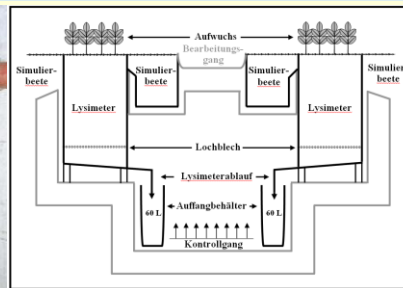 Aufwuchs
Bearbeitungs-
gang
Simulier-
beete
Simulier-
beete
Simulier-
beete
Simulier-
beete
Lysimeter
Lysimeter
Lochblech
Lysimeterablauf
Auffangbehälter
60 L
60 L
Kontrollgang